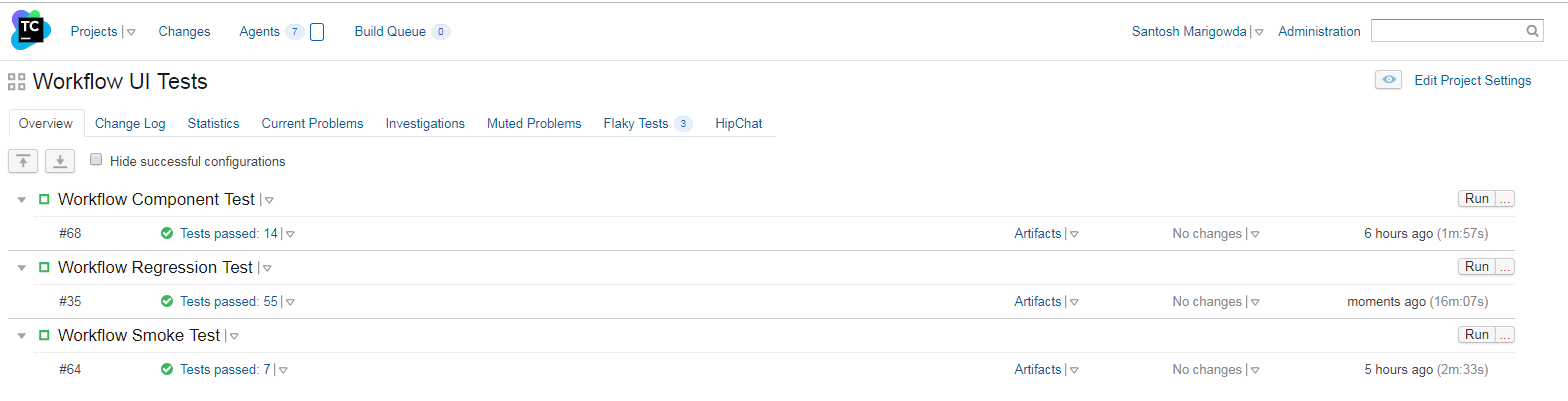 TC
Projects Changes Agents 7 Build Queue 0 Santosh Marigowda Administration
Workflow UI Tests Edit Project Settings
Overview Change Log Statistics Current Problems Investigations Muted Problems Flaky Tests 3 HipChat
Hide successful configurations
Workflow Component Test Run ...
#68 Tests passed: 14 Artifacts No changes 6 hours ago (1m:57s)
Workflow Regression Test Run ...
#35 Tests passed: 55 Artifacts No changes moments ago (16m:07s)
Workflow Smoke Test Run ...
#64 Tests passed: 7 Artifacts No changes 5 hours ago (2m:33s)